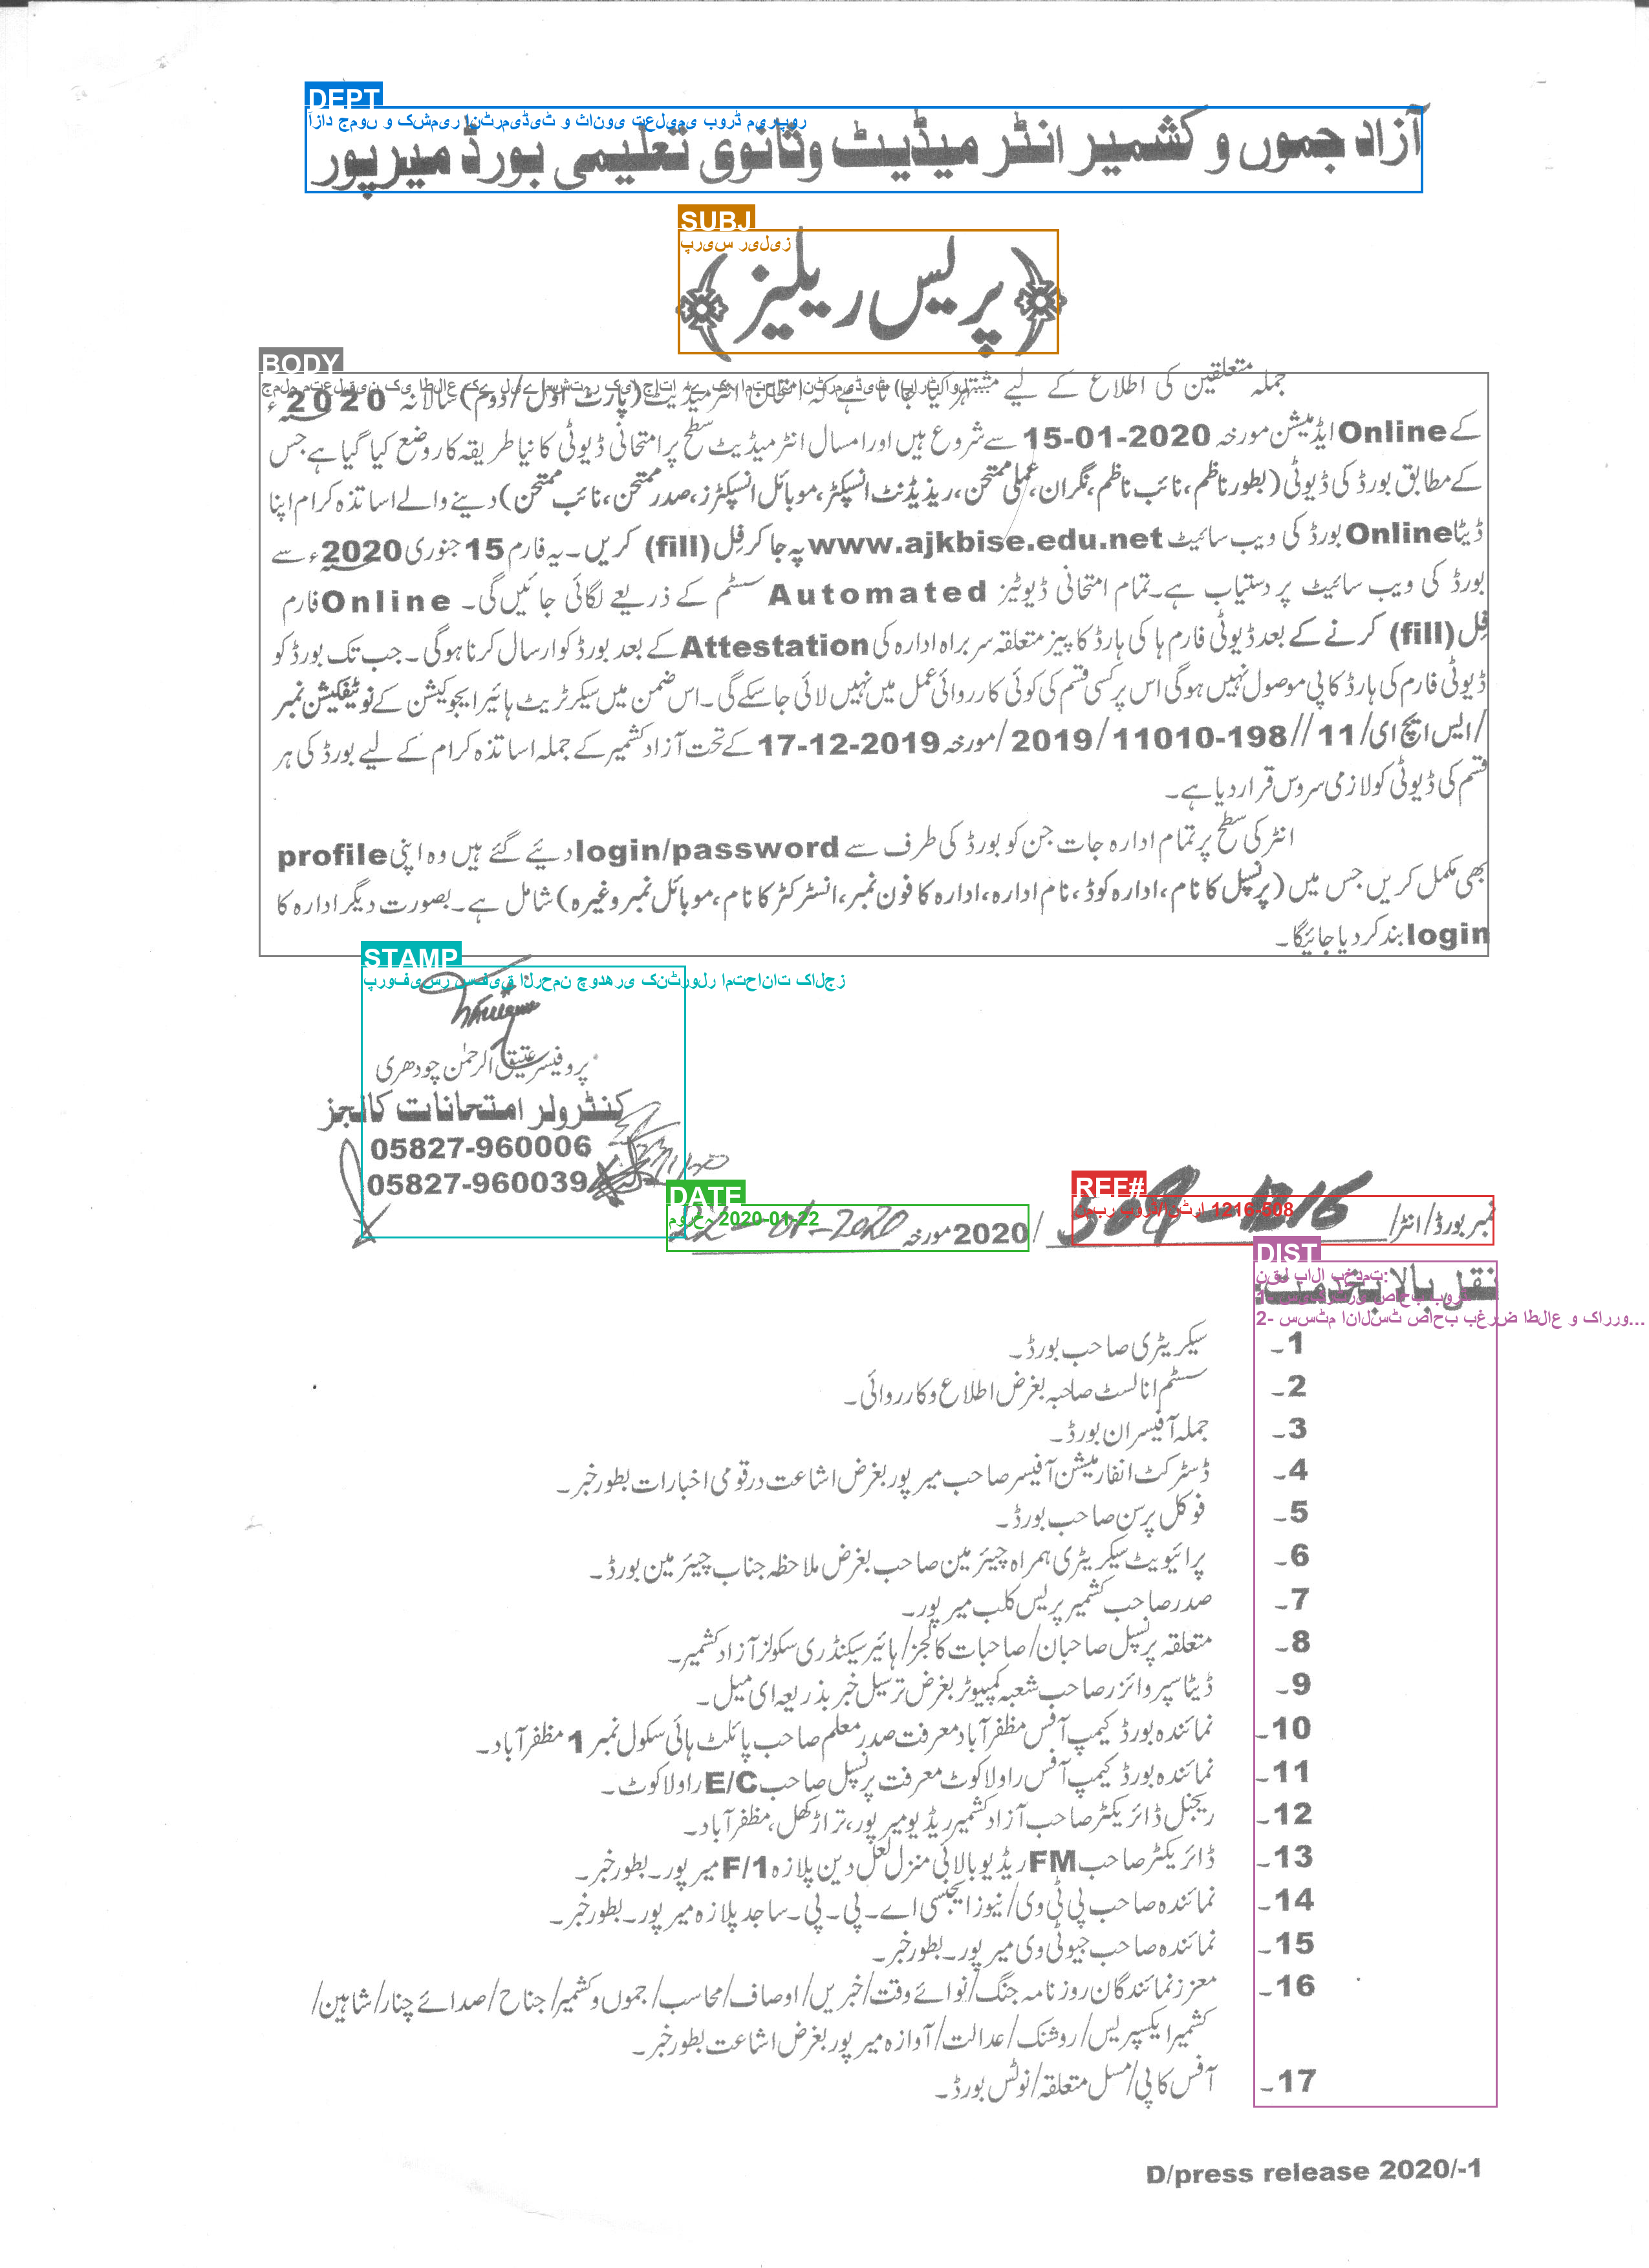 DEPT
آزاد جموں و کشمیر انٹر میڈیٹ وثانوی تعلیمی بورڈ میرپور
SUBJ
پریس ریلیز
BODY
جملہ متعلقین کی اطلاع کے لیے مشتہر کیا جاتا ہے کہ امتحان انٹرمیڈیٹ (پارٹ اول/دوم) سالانہ 2020ء
کے Online ایڈمیشن مورخہ 15-01-2020 سے شروع ہیں اور امسال انٹر میڈیٹ سطح پر امتحانی ڈیوٹی کا نیا طریقہ کار وضع کیا گیا ہے جس
کے مطابق بورڈ کی ڈیوٹی (بطور ناظم، نائب ناظم، نگران، عملی ممتحن، ریذیڈنٹ انسپکٹر، موبائل انسپکٹرز، صدر ممتحن، نائب ممتحن) دینے والے اساتذہ کرام اپنا
ڈیٹا Online بورڈ کی ویب سائیٹ www.ajkbise.edu.net پہ جا کر فِل (fill) کریں۔ یہ فارم 15 جنوری 2020ء سے
بورڈ کی ویب سائیٹ پر دستیاب ہے۔ تمام امتحانی ڈیوٹیز Automated سسٹم کے ذریعے لگائی جائیں گی۔ Online فارم
فِل (fill) کرنے کے بعد ڈیوٹی فارم ہا کی ہارڈ کاپیز متعلقہ سربراہ ادارہ کی Attestation کے بعد بورڈ کو ارسال کرنا ہوگی۔ جب تک بورڈ کو
ڈیوٹی فارم کی ہارڈ کاپی موصول نہیں ہوگی اس پر کسی قسم کی کوئی کارروائی عمل میں نہیں لائی جا سکے گی۔ اس ضمن میں سیکرٹریٹ ہائیر ایجوکیشن کے نوٹیفکیشن نمبر
/ایس ایچ ای/11//11010-198/2019/مورخہ 17-12-2019 کے تحت آزاد کشمیر کے جملہ اساتذہ کرام کے لیے بورڈ کی ہر
قسم کی ڈیوٹی کو لازمی سروس قرار دیا ہے۔
انٹر کی سطح پر تمام ادارہ جات جن کو بورڈ کی طرف سے login/password دیئے گئے ہیں وہ اپنی profile
بھی مکمل کریں جس میں (پرنسپل کا نام، ادارہ کوڈ، نام ادارہ، ادارہ کا فون نمبر، انسٹرکٹر کا نام، موبائل نمبر وغیرہ) شامل ہے۔ بصورت دیگر ادارہ کا
login بند کر دیا جائیگا۔
STAMP
پروفیسر عتیق الرحمٰن چودھری
کنٹرولر امتحانات کالجز
05827-960006
05827-960039
REF#
نمبر بورڈ/انٹر/ 508-1216 /2020 مورخہ 22-01-2020
DATE
مورخہ 2020-01-22
نمبر بورڈ/انٹر/ 1216-508
DIST
نقل بالا بخدمت:
1۔ سیکریٹری صاحب بورڈ۔
2۔ سسٹم انالسٹ صاحبہ بغرض اطلاع و کارروائی۔
3۔ جملہ آفیسران بورڈ۔
4۔ ڈسٹرکٹ انفارمیشن آفیسر صاحب میرپور بغرض اشاعت در قومی اخبارات بطور خبر۔
5۔ فوکل پرسن صاحب بورڈ۔
6۔ پرائیویٹ سیکریٹری ہمراہ چیئرمین صاحب بغرض ملاحظہ جناب چیئرمین بورڈ۔
7۔ صدر صاحب کشمیر پریس کلب میرپور۔
8۔ متعلقہ پرنسپل صاحبان/صاحبات کالجز/ہائیر سیکنڈری سکولز آزاد کشمیر۔
9۔ ڈیٹا سپروائزر صاحب شعبہ کمپیوٹر بغرض ترسیل خبر بذریعہ ای میل۔
10۔ نمائندہ بورڈ کیمپ آفس مظفرآباد معرفت صدر معلم صاحب پائلٹ ہائی سکول نمبر 1 مظفرآباد۔
11۔ نمائندہ بورڈ کیمپ آفس راولاکوٹ معرفت پرنسپل صاحب E/C راولاکوٹ۔
12۔ ریجنل ڈائریکٹر صاحب آزاد کشمیر ریڈیو میرپور، تراڑکھل، مظفرآباد۔
13۔ ڈائریکٹر صاحب FM ریڈیو بالائی منزل لعل دین پلازہ F/1 میرپور۔ بطور خبر۔
14۔ نمائندہ صاحب پی ٹی وی/نیوز ایجنسی اے۔پی۔پی۔ ساجد پلازہ میرپور۔ بطور خبر۔
15۔ نمائندہ صاحب جیو ٹی وی میرپور۔ بطور خبر۔
16۔ معزز نمائندگان روزنامہ جنگ/نوائے وقت/خبریں/اوصاف/محاسب/جموں و کشمیر/جناح/صدائے چنار/شاہین/
کشمیر ایکسپریس/روشنک/عدالت/آوازہ میرپور بغرض اشاعت بطور خبر۔
17۔ آفس کاپی/مسل متعلقہ/نوٹس بورڈ۔
D/press release 2020/-1